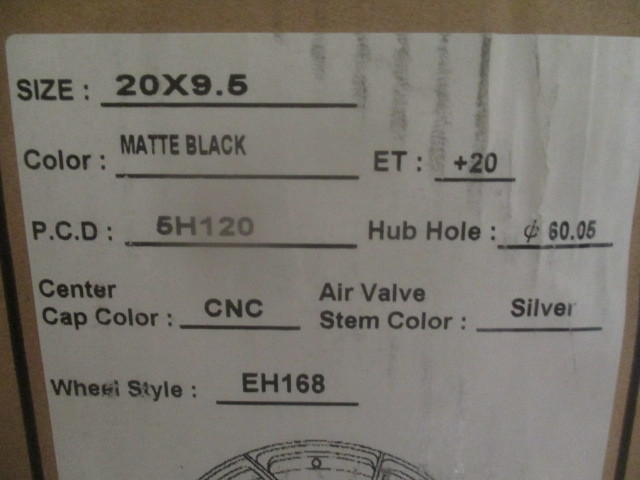 SIZE : 20X9.5
Color : MATTE BLACK ET : +20
P.C.D : 5H120 Hub Hole : ϕ 60.05
Center
Cap Color : CNC
Air Valve
Stem Color : Silver
Wheel Style : EH168